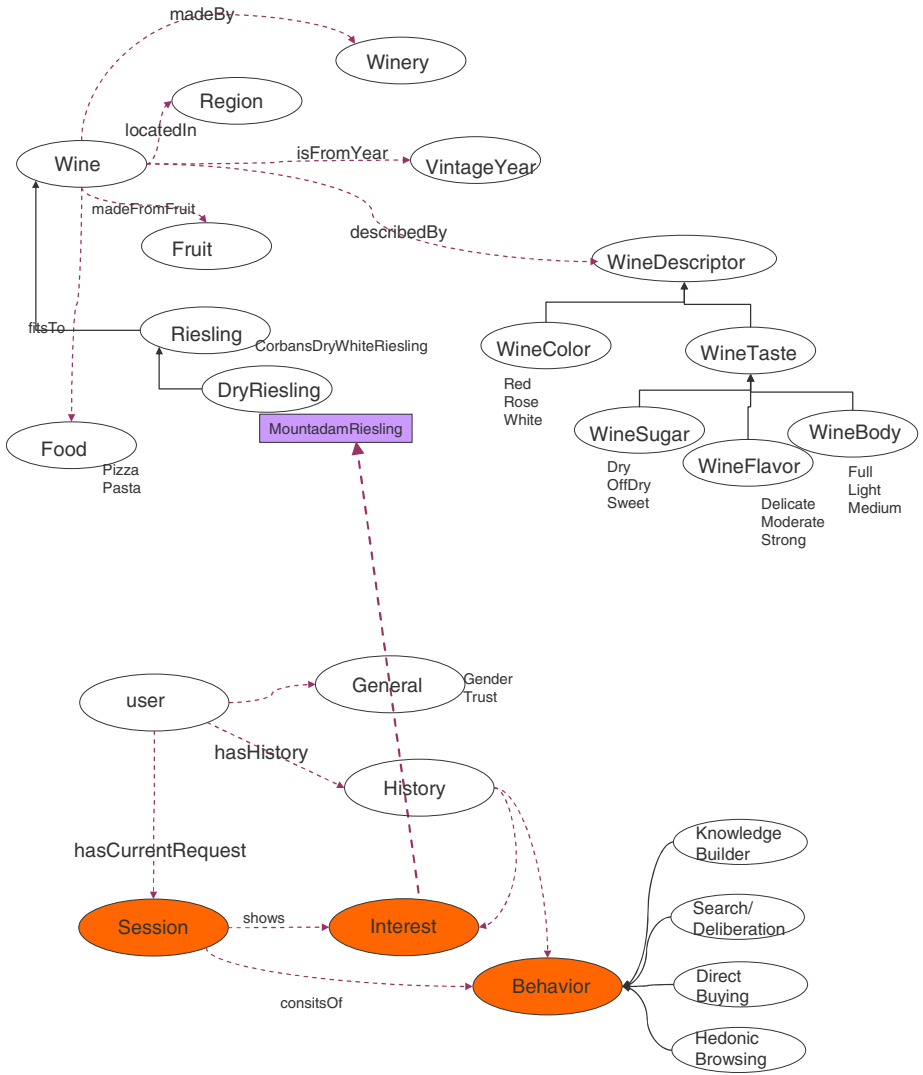 madeBy
Winery
Region
locatedIn
Wine
isFromYear
VintageYear
madeFromFruit
describedBy
Fruit
WineDescriptor
fitsTo
Riesling
CorbansDryWhiteRiesling
WineColor
WineTaste
Red
Rose
White
DryRiesling
MountadamRiesling
WineSugar
WineBody
Food
Pizza
Pasta
WineFlavor
Dry
OffDry
Sweet
Full
Light
Medium
Delicate
Moderate
Strong
General
Gender
Trust
user
hasHistory
History
hasCurrentRequest
Knowledge
Builder
Session
shows
Interest
Search/
Deliberation
Behavior
Direct
Buying
consitsOf
Hedonic
Browsing